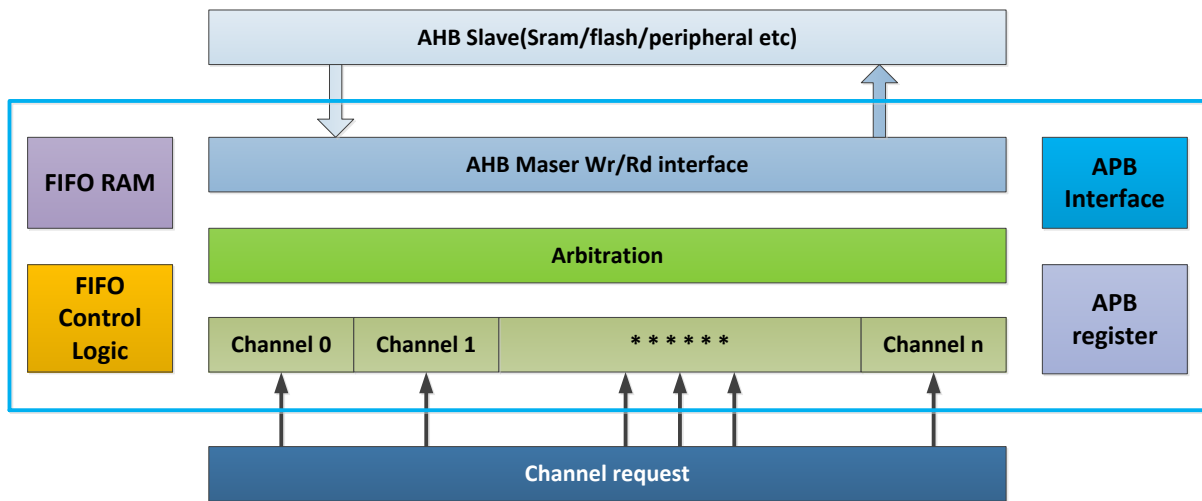 AHB Slave(Sram/flash/peripheral etc)
FIFO RAM
AHB Maser Wr/Rd interface
APB
Interface
Arbitration
FIFO
Control
Logic
APB
register
Channel 0
Channel 1
* * * * * *
Channel n
Channel request